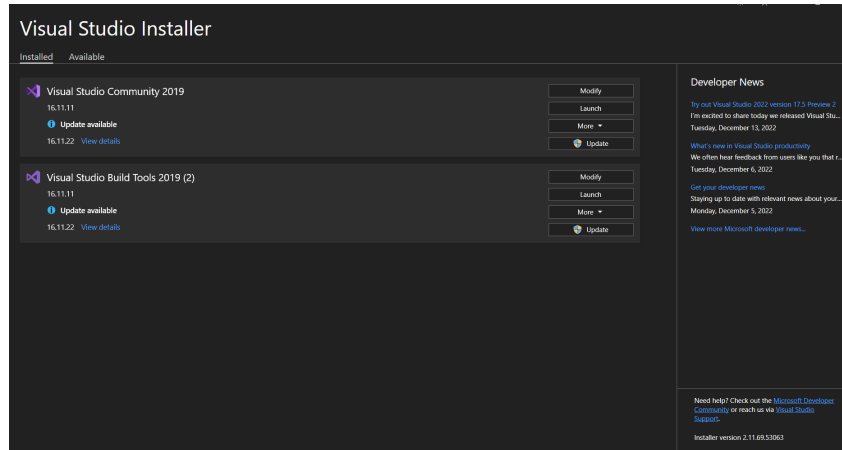 Visual Studio Installer
Installed Available
Visual Studio Community 2019
16.11.11
Update available
16.11.22 View details
Modify
Launch
More
Update
Visual Studio Build Tools 2019 (2)
16.11.11
Update available
16.11.22 View details
Modify
Launch
More
Update
Developer News
Try out Visual Studio 2022 version 17.5 Preview 2
I'm excited to share today we released Visual Stu...
Tuesday, December 13, 2022
What's new in Visual Studio productivity
We often hear feedback from users like you that r...
Tuesday, December 6, 2022
Get your developer news
Staying up to date with relevant news about your...
Monday, December 5, 2022
View more Microsoft developer news...
Need help? Check out the Microsoft Developer
Community or reach us via Visual Studio
Support.
Installer version 2.11.69.53063